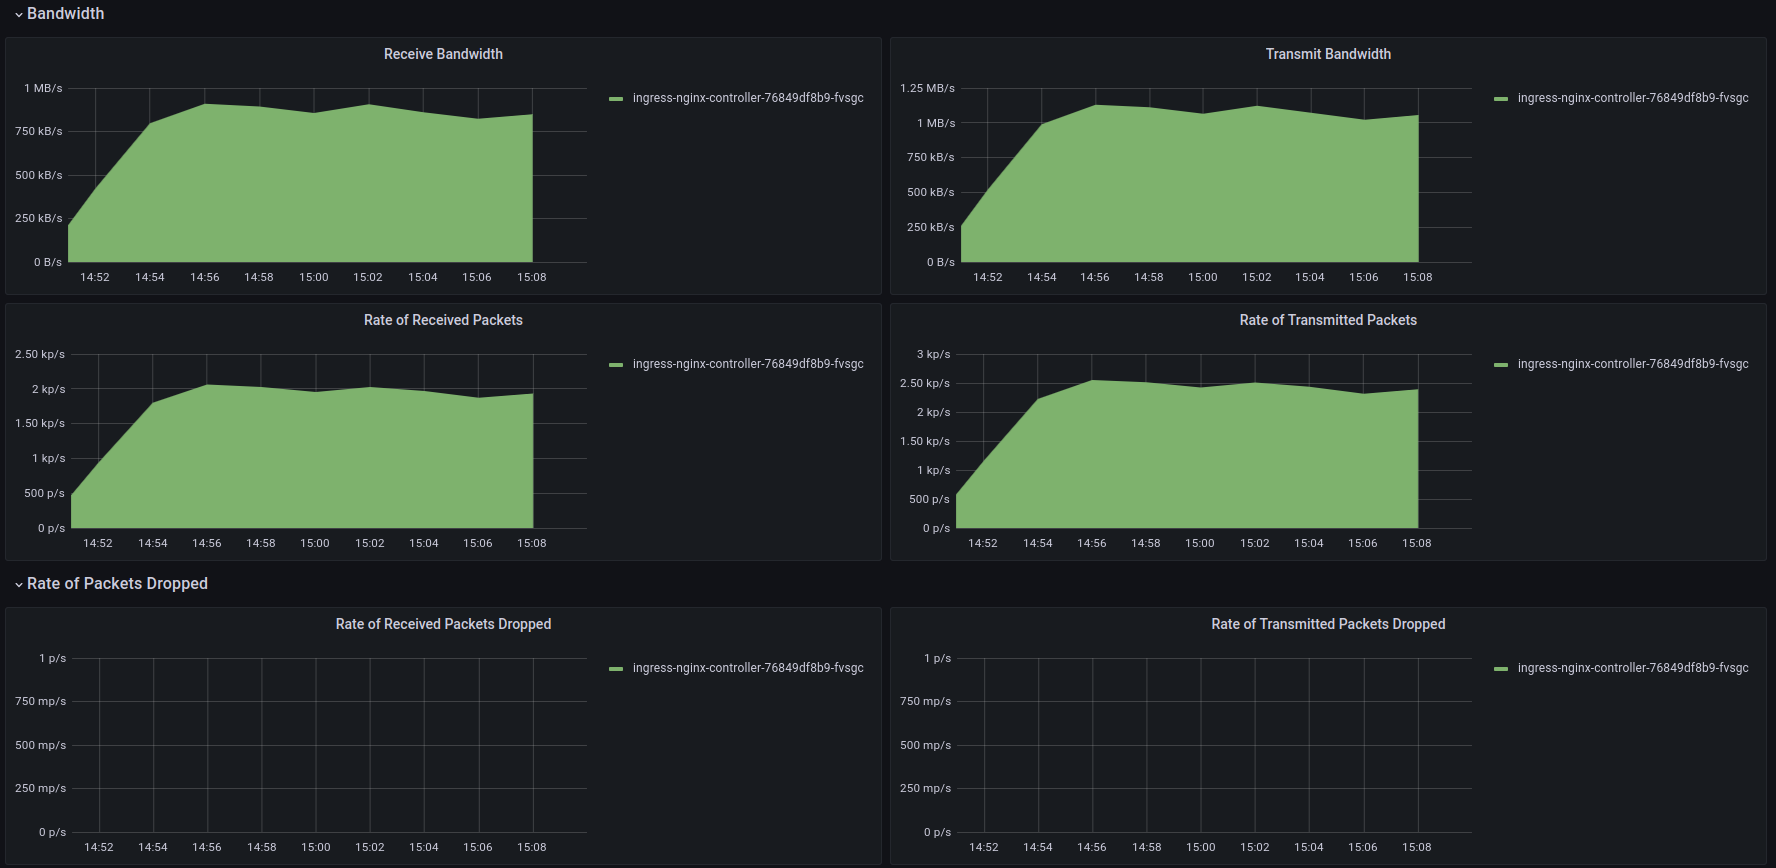 Bandwidth
Receive Bandwidth
1 MB/s
750 kB/s
500 kB/s
250 kB/s
0 B/s
14:52 14:54 14:56 14:58 15:00 15:02 15:04 15:06 15:08
ingress-nginx-controller-76849df8b9-fvsgc
Transmit Bandwidth
1.25 MB/s
1 MB/s
750 kB/s
500 kB/s
250 kB/s
0 B/s
14:52 14:54 14:56 14:58 15:00 15:02 15:04 15:06 15:08
ingress-nginx-controller-76849df8b9-fvsgc
Rate of Received Packets
2.50 kp/s
2 kp/s
1.50 kp/s
1 kp/s
500 p/s
0 p/s
14:52 14:54 14:56 14:58 15:00 15:02 15:04 15:06 15:08
ingress-nginx-controller-76849df8b9-fvsgc
Rate of Transmitted Packets
3 kp/s
2.50 kp/s
2 kp/s
1.50 kp/s
1 kp/s
500 p/s
0 p/s
14:52 14:54 14:56 14:58 15:00 15:02 15:04 15:06 15:08
ingress-nginx-controller-76849df8b9-fvsgc
Rate of Packets Dropped
Rate of Received Packets Dropped
1 p/s
750 mp/s
500 mp/s
250 mp/s
0 p/s
14:52 14:54 14:56 14:58 15:00 15:02 15:04 15:06 15:08
ingress-nginx-controller-76849df8b9-fvsgc
Rate of Transmitted Packets Dropped
1 p/s
750 mp/s
500 mp/s
250 mp/s
0 p/s
14:52 14:54 14:56 14:58 15:00 15:02 15:04 15:06 15:08
ingress-nginx-controller-76849df8b9-fvsgc